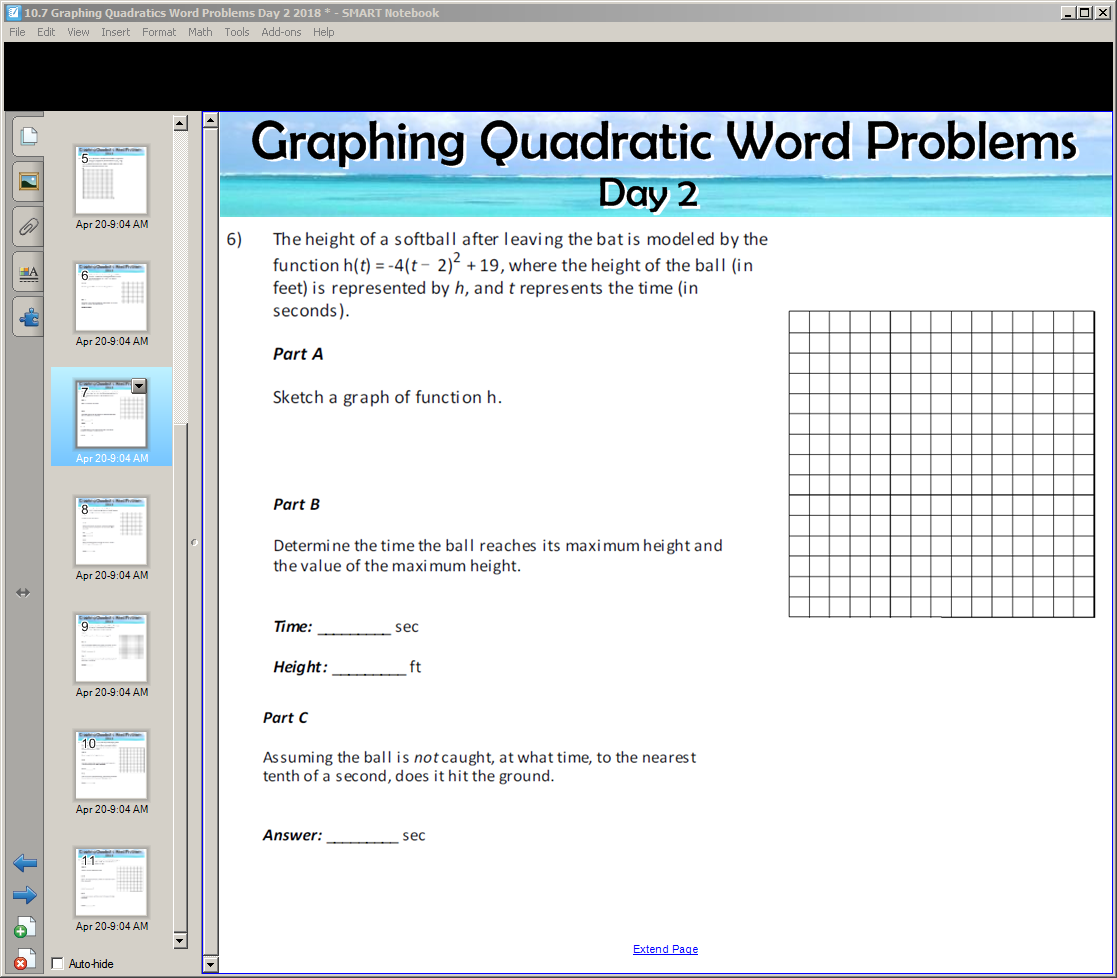 10.7 Graphing Quadratics Word Problems Day 2 2018 * - SMART Notebook
File Edit View Insert Format Math Tools Add-ons Help
5
Apr 20-9:04 AM
6
Apr 20-9:04 AM
7
Apr 20-9:04 AM
8
Apr 20-9:04 AM
9
Apr 20-9:04 AM
10
Apr 20-9:04 AM
11
Apr 20-9:04 AM
Auto-hide
Graphing Quadratic Word Problems
Day 2
6) The height of a softball after leaving the bat is modeled by the
function h(t) = -4(t − 2)² + 19, where the height of the ball (in
feet) is represented by h, and t represents the time (in
seconds).
Part A
Sketch a graph of function h.
Part B
Determine the time the ball reaches its maximum height and
the value of the maximum height.
Time: _________ sec
Height: _________ ft
Part C
Assuming the ball is not caught, at what time, to the nearest
tenth of a second, does it hit the ground.
Answer: _________ sec
Extend Page